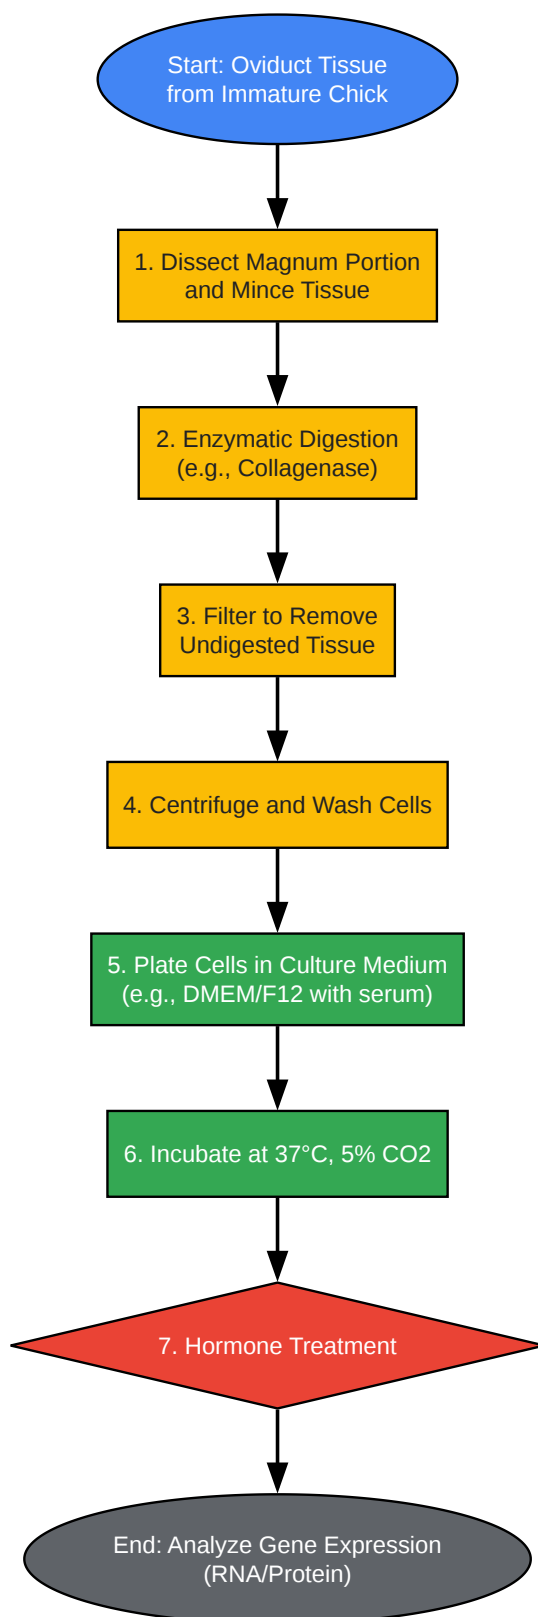 Start: Oviduct Tissue
from Immature Chick
1. Dissect Magnum Portion
and Mince Tissue
2. Enzymatic Digestion
(e.g., Collagenase)
3. Filter to Remove
Undigested Tissue
4. Centrifuge and Wash Cells
5. Plate Cells in Culture Medium
(e.g., DMEM/F12 with serum)
6. Incubate at 37°C, 5% CO2
7. Hormone Treatment
End: Analyze Gene Expression
(RNA/Protein)